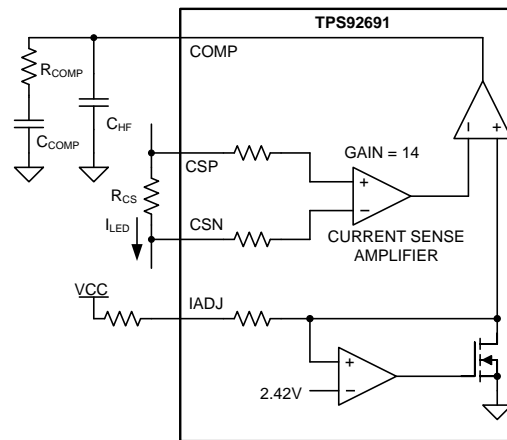 TPS92691
COMP
RCOMP
CCOMP
CHF
CSP
GAIN = 14
+
−
RCS
ILED
CSN
CURRENT SENSE
AMPLIFIER
−
+
VCC
IADJ
+
−
2.42V